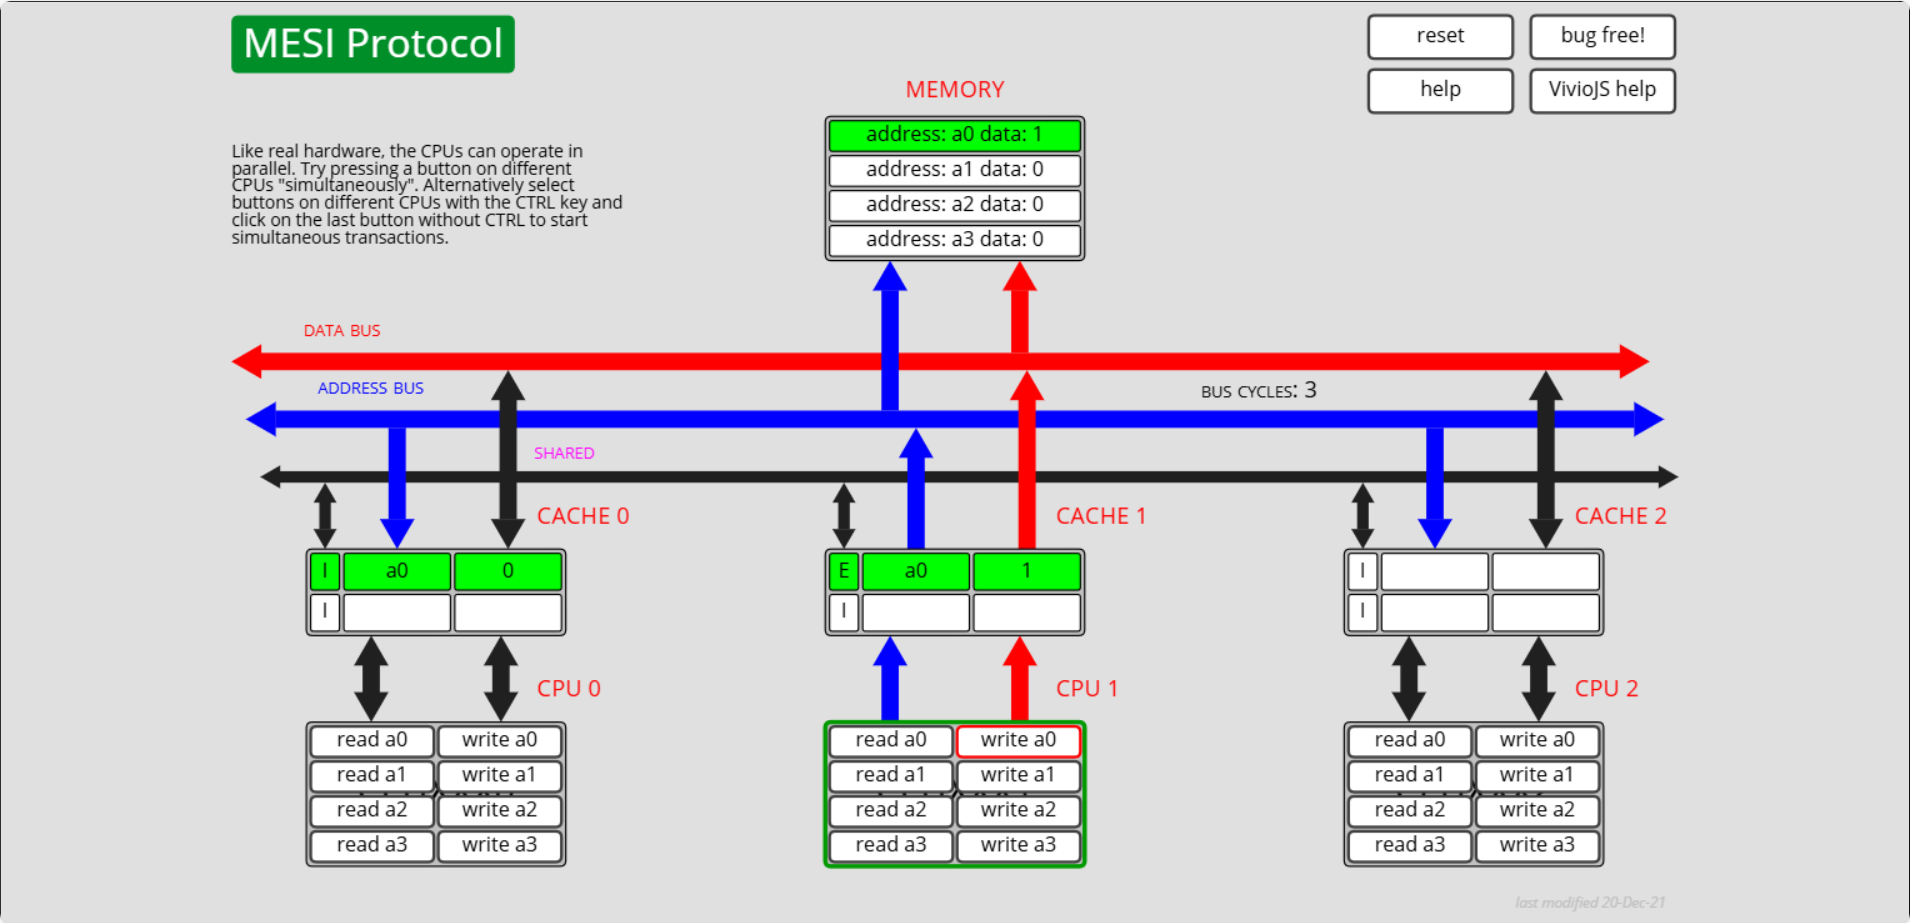 MESI Protocol
reset
bug free!
help
VivioJS help
MEMORY
address: a0 data: 1
address: a1 data: 0
address: a2 data: 0
address: a3 data: 0
Like real hardware, the CPUs can operate in
parallel. Try pressing a button on different
CPUs "simultaneously". Alternatively select
buttons on different CPUs with the CTRL key and
click on the last button without CTRL to start
simultaneous transactions.
DATA BUS
ADDRESS BUS
BUS CYCLES: 3
SHARED
CACHE 0
CACHE 1
CACHE 2
I a0 0
I
E a0 1
I
I
I
CPU 0
CPU 1
CPU 2
read a0 write a0
read a1 write a1
read a2 write a2
read a3 write a3
read a0 write a0
read a1 write a1
read a2 write a2
read a3 write a3
read a0 write a0
read a1 write a1
read a2 write a2
read a3 write a3
last modified 20-Dec-21